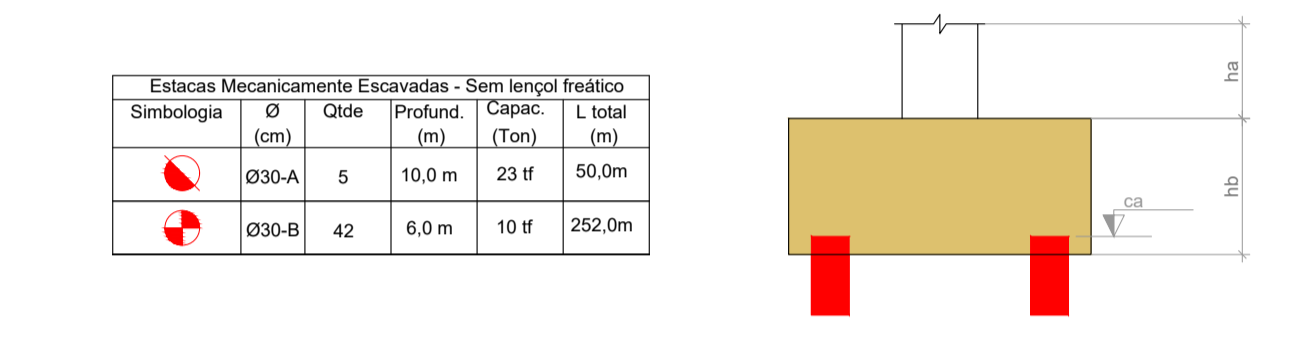 Estacas Mecanicamente Escavadas - Sem lençol freático
Simbologia Ø (cm) Qtde Profund. (m) Capac. (Ton) L total (m)
Ø30-A 5 10,0 m 23 tf 50,0m
Ø30-B 42 6,0 m 10 tf 252,0m
ha
hb
ca